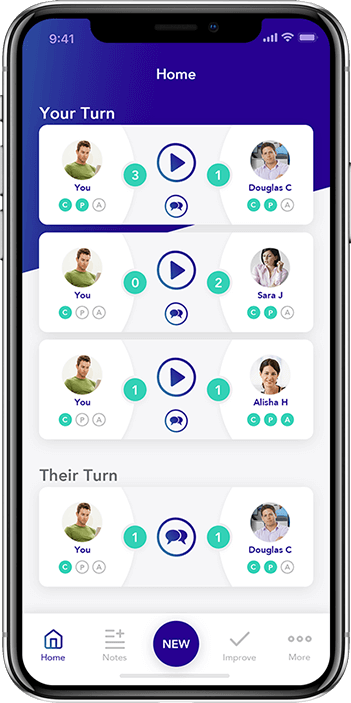 9:41
Home
Your Turn
3 1
You Douglas C
C P A C P A
0 2
You Sara J
C P A C P A
1 1
You Alisha H
C P A C P A
Their Turn
1 1
You Douglas C
C P A C P A
NEW
Home Notes Improve More